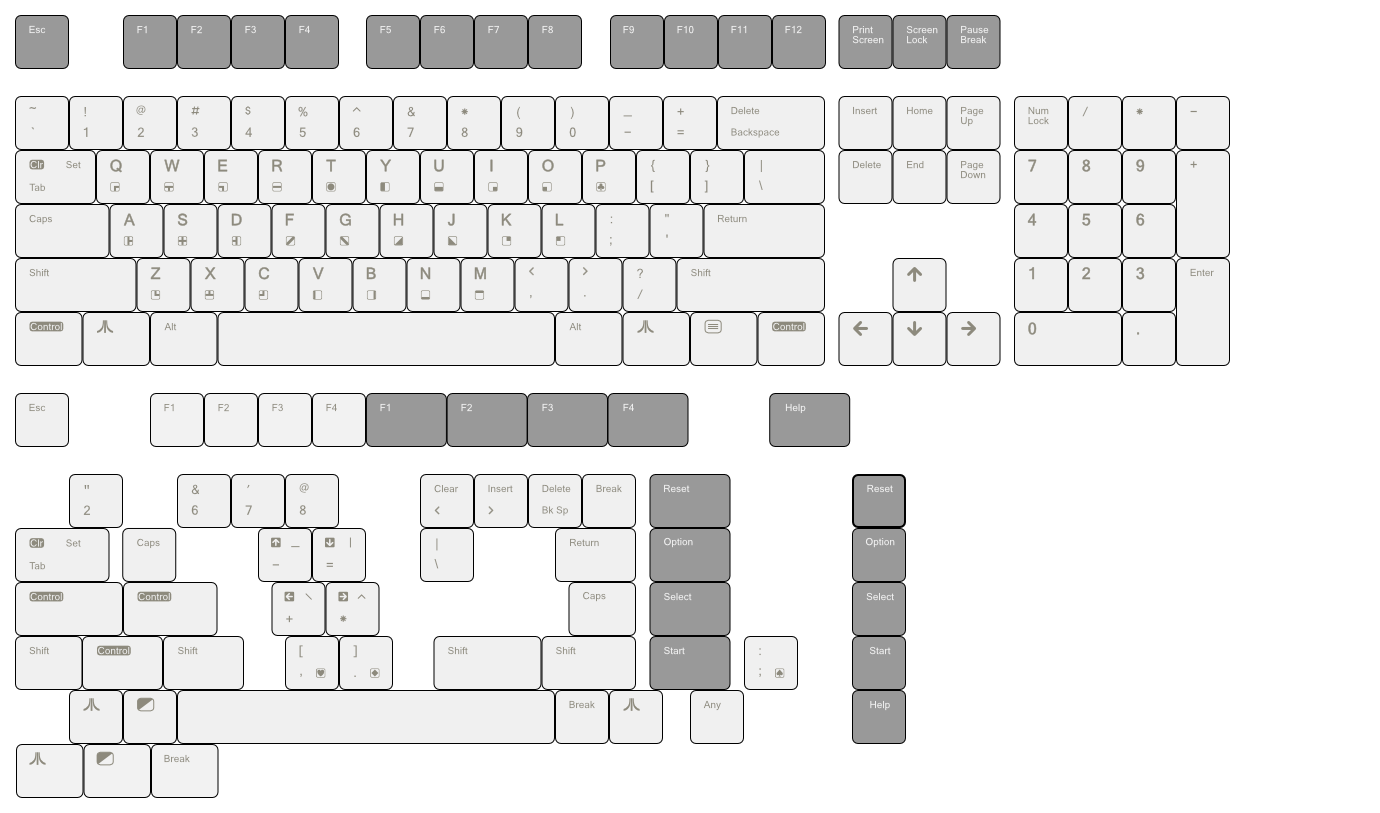 Esc F1 F2 F3 F4 F5 F6 F7 F8 F9 F10 F11 F12 Print Screen Screen Lock Pause Break
~ ! @ # $ % ^ & * ( ) _ + Delete Insert Home Page Up Num Lock / * −
` 1 2 3 4 5 6 7 8 9 0 − = Backspace
Clr Set Q W E R T Y U I O P { } | Delete End Page Down 7 8 9 +
Tab [ ] \
Caps A S D F G H J K L : " Return 4 5 6
; '
Shift Z X C V B N M < > ? Shift 1 2 3 Enter
, . /
Control Alt Alt Control 0 .
Esc F1 F2 F3 F4 F1 F2 F3 F4 Help
" & ′ @ Clear Insert Delete Break Reset Reset
2 6 7 8 < > Bk Sp
Clr Set Caps _ | | Return Option Option
Tab − = \
Control Control \ ^ Caps Select Select
+ *
Shift Control Shift [ ] Shift Shift Start : Start
, . ;
Break Any Help
Break